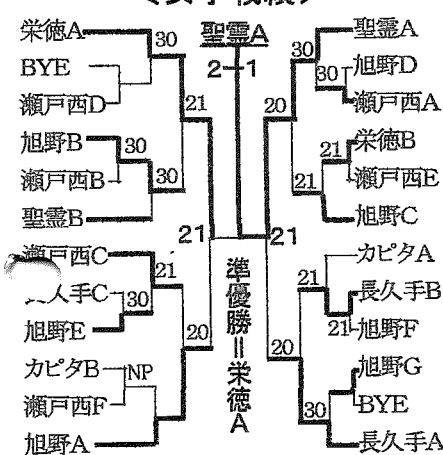 聖霊A
2 1
栄徳A
30
BYE
瀬戸西D
21
旭野B
30
瀬戸西B
30
聖霊B
21
瀬戸西C
21
人手C
30
旭野E
20
カピタB
NP
瀬戸西F
旭野A
準優勝=栄徳A
聖霊A
30
旭野D
30
瀬戸西A
20
栄徳B
21
瀬戸西E
21
旭野C
21
カピタA
21
長久手B
21
旭野F
20
旭野G
BYE
30
長久手A